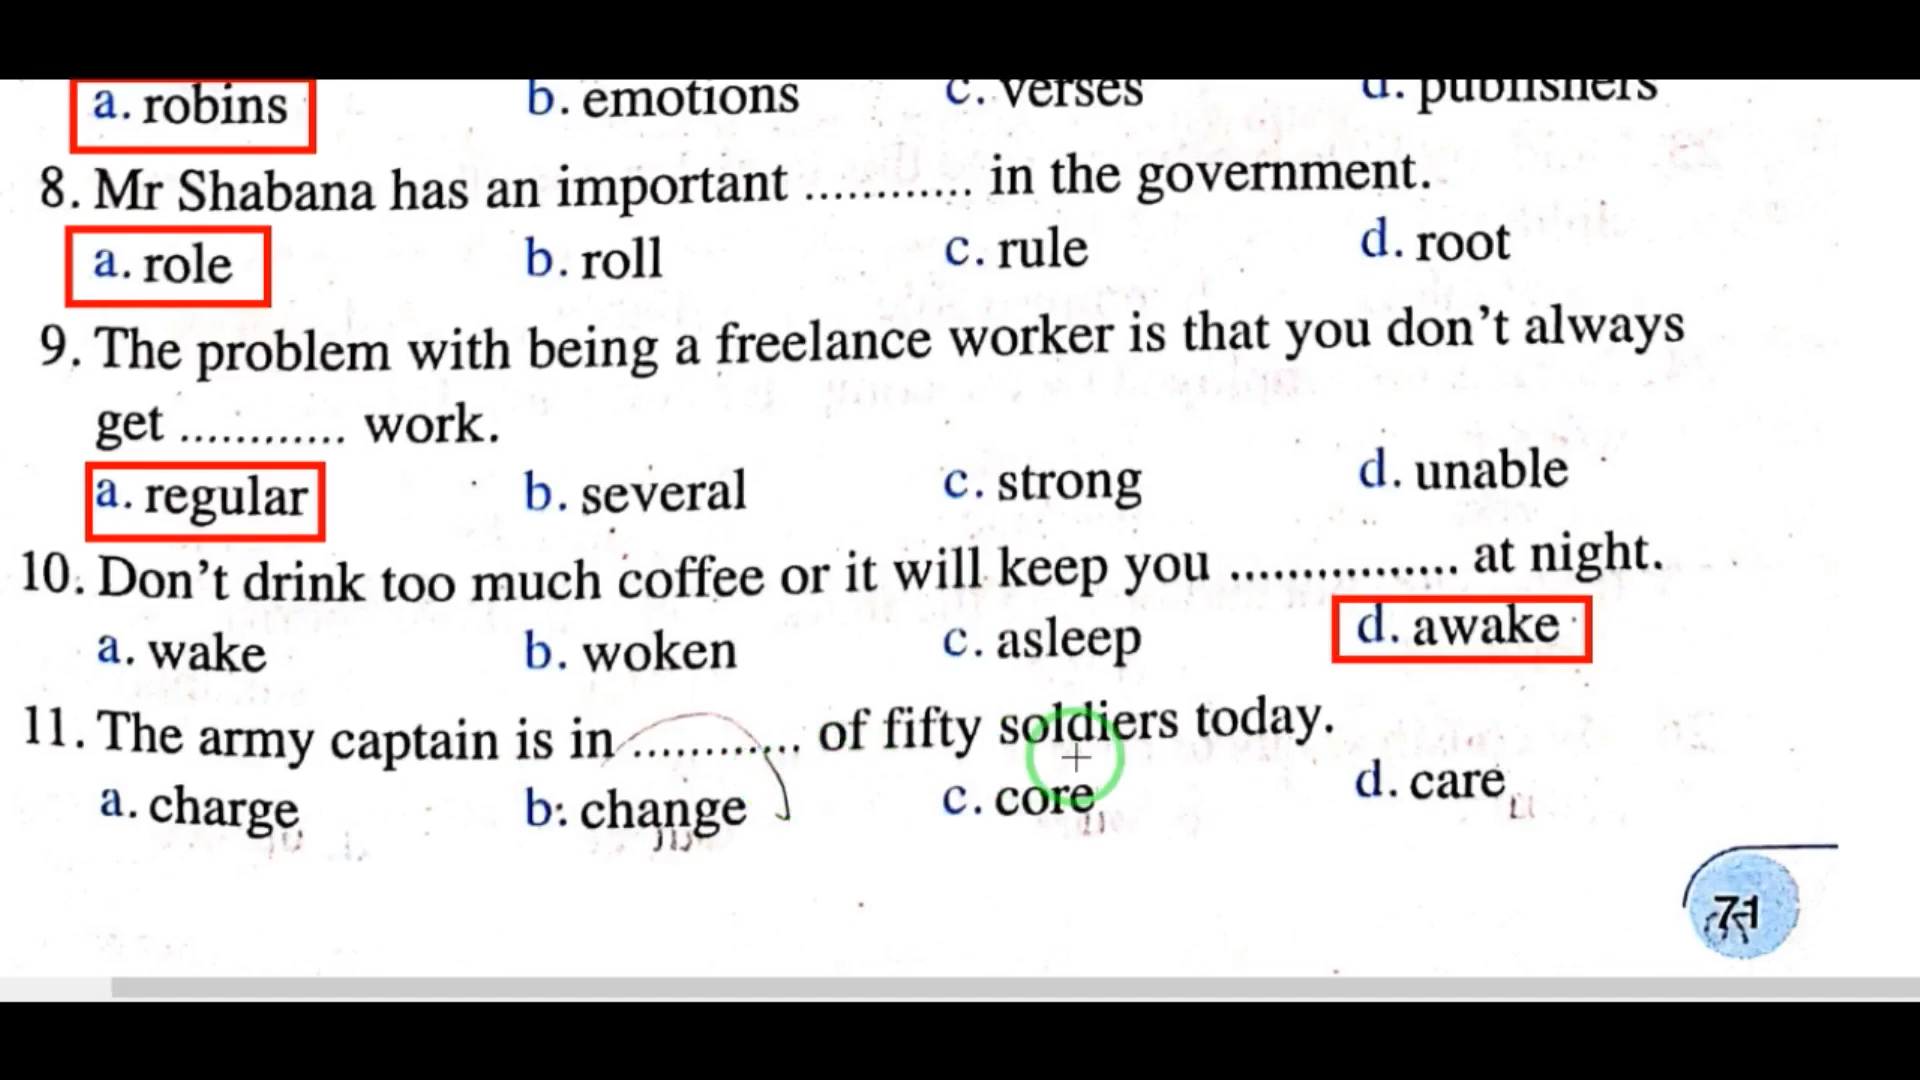 a. robins b. emotions c. verses d. publishers
8. Mr Shabana has an important ............ in the government.
a. role b. roll c. rule d. root
9. The problem with being a freelance worker is that you don't always
get ............ work.
a. regular b. several c. strong d. unable
10. Don't drink too much coffee or it will keep you ................ at night.
a. wake b. woken c. asleep d. awake
11. The army captain is in ............ of fifty soldiers today.
a. charge b: change c. core d. care
71